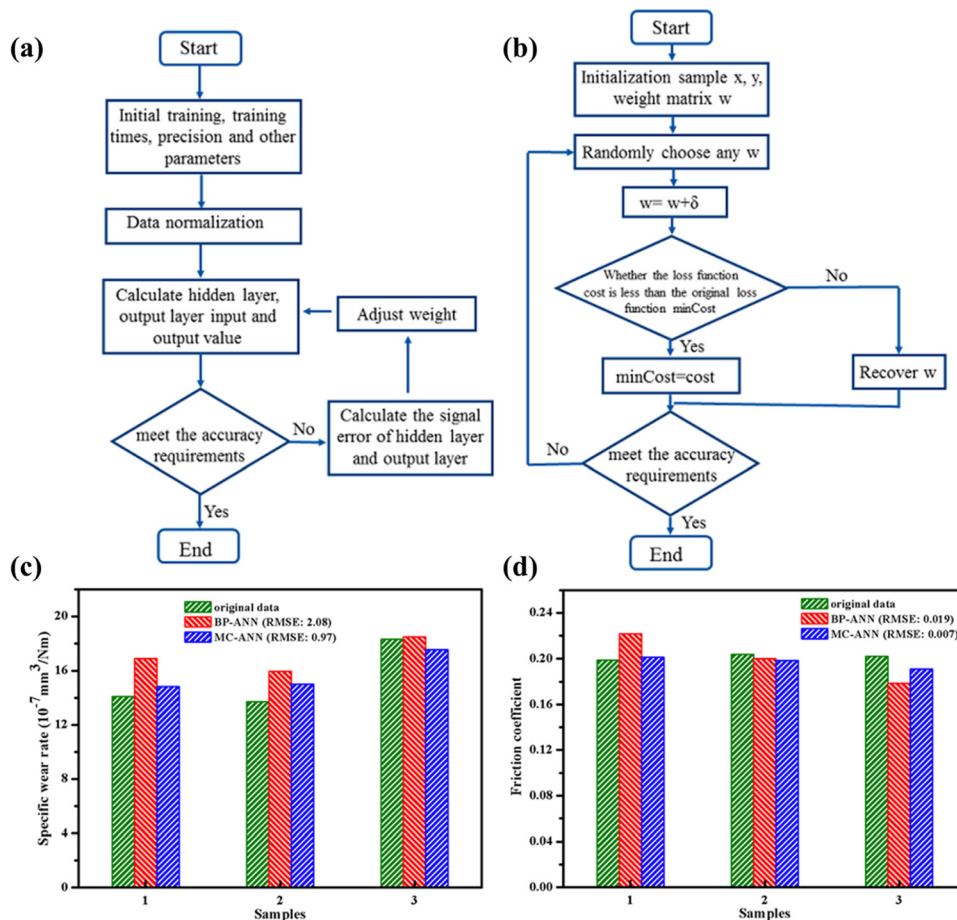 (a)
Start
Initial training, training
times, precision and other
parameters
Data normalization
Calculate hidden layer,
output layer input and
output value
Adjust weight
meet the accuracy
requirements
No
Calculate the signal
error of hidden layer
and output layer
Yes
End
(b)
Start
Initialization sample x, y,
weight matrix w
Randomly choose any w
w= w+δ
Whether the loss function
cost is less than the original loss
function minCost
No
Yes
minCost=cost
Recover w
No
meet the accuracy
requirements
Yes
End
(c)
original data
BP-ANN (RMSE: 2.08)
MC-ANN (RMSE: 0.97)
Specific wear rate (10⁻⁷ mm³/Nm)
20
16
12
8
4
0
1 2 3
Samples
(d)
original data
BP-ANN (RMSE: 0.019)
MC-ANN (RMSE: 0.007)
Friction coefficient
0.24
0.20
0.16
0.12
0.08
0.04
0.00
1 2 3
Samples